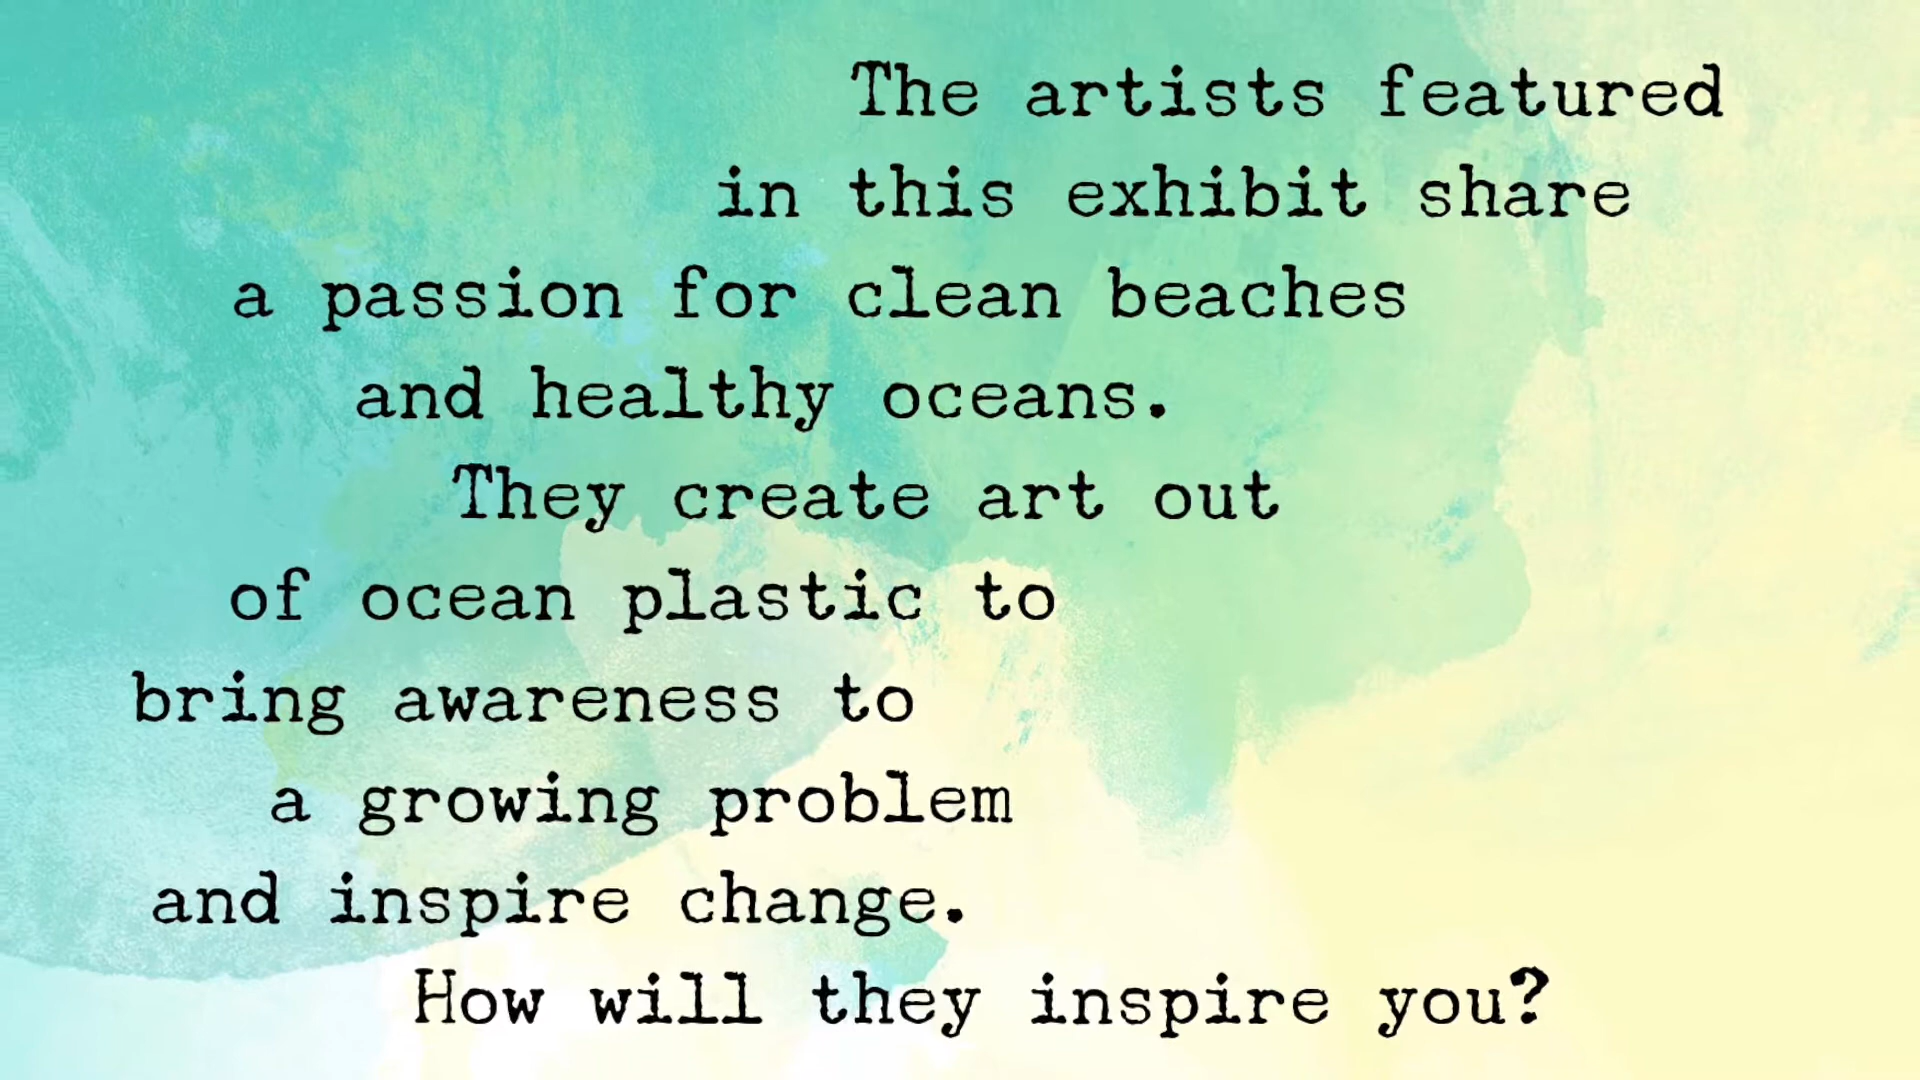 The artists featured
in this exhibit share
a passion for clean beaches
and healthy oceans.
They create art out
of ocean plastic to
bring awareness to
a growing problem
and inspire change.
How will they inspire you?